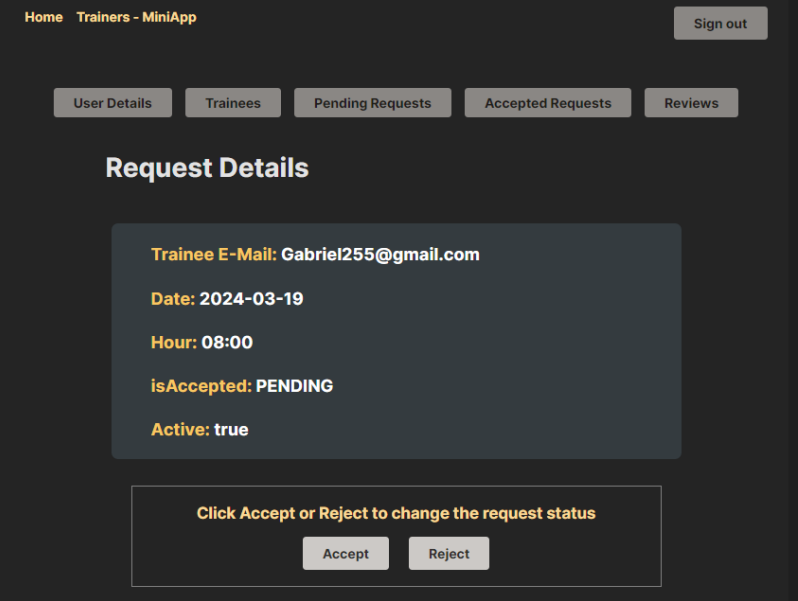 Home Trainers - MiniApp Sign out
User Details Trainees Pending Requests Accepted Requests Reviews
Request Details
Trainee E-Mail: Gabriel255@gmail.com
Date: 2024-03-19
Hour: 08:00
isAccepted: PENDING
Active: true
Click Accept or Reject to change the request status
Accept Reject